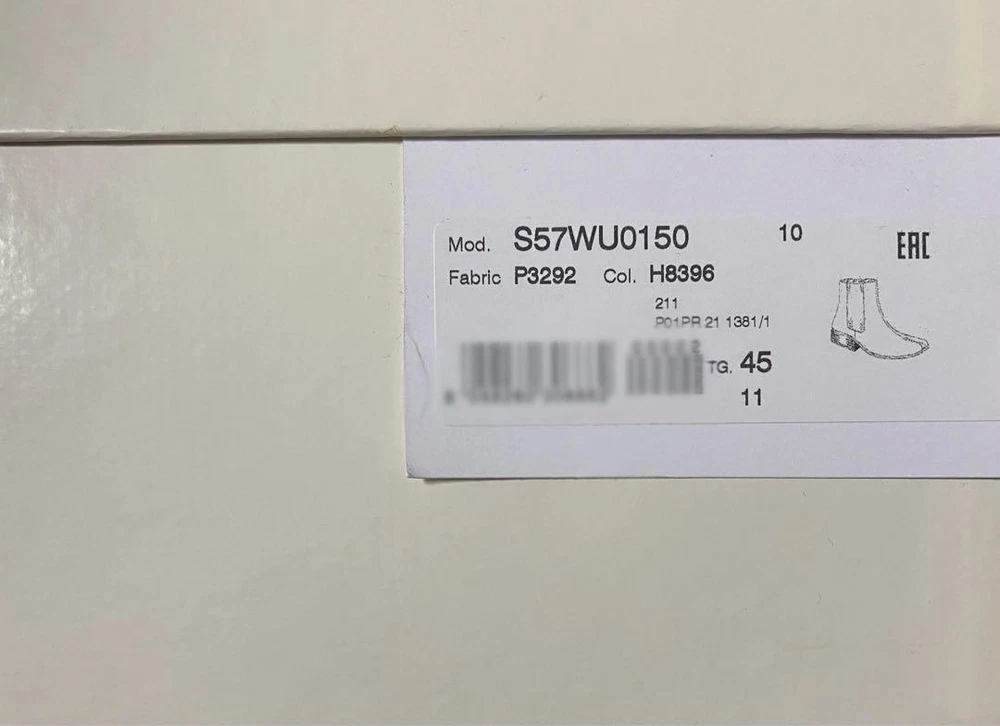 Mod. S57WU0150 10
EAC
Fabric P3292 Col. H8396
211
P01PR 21 1381/1
TG. 45
11